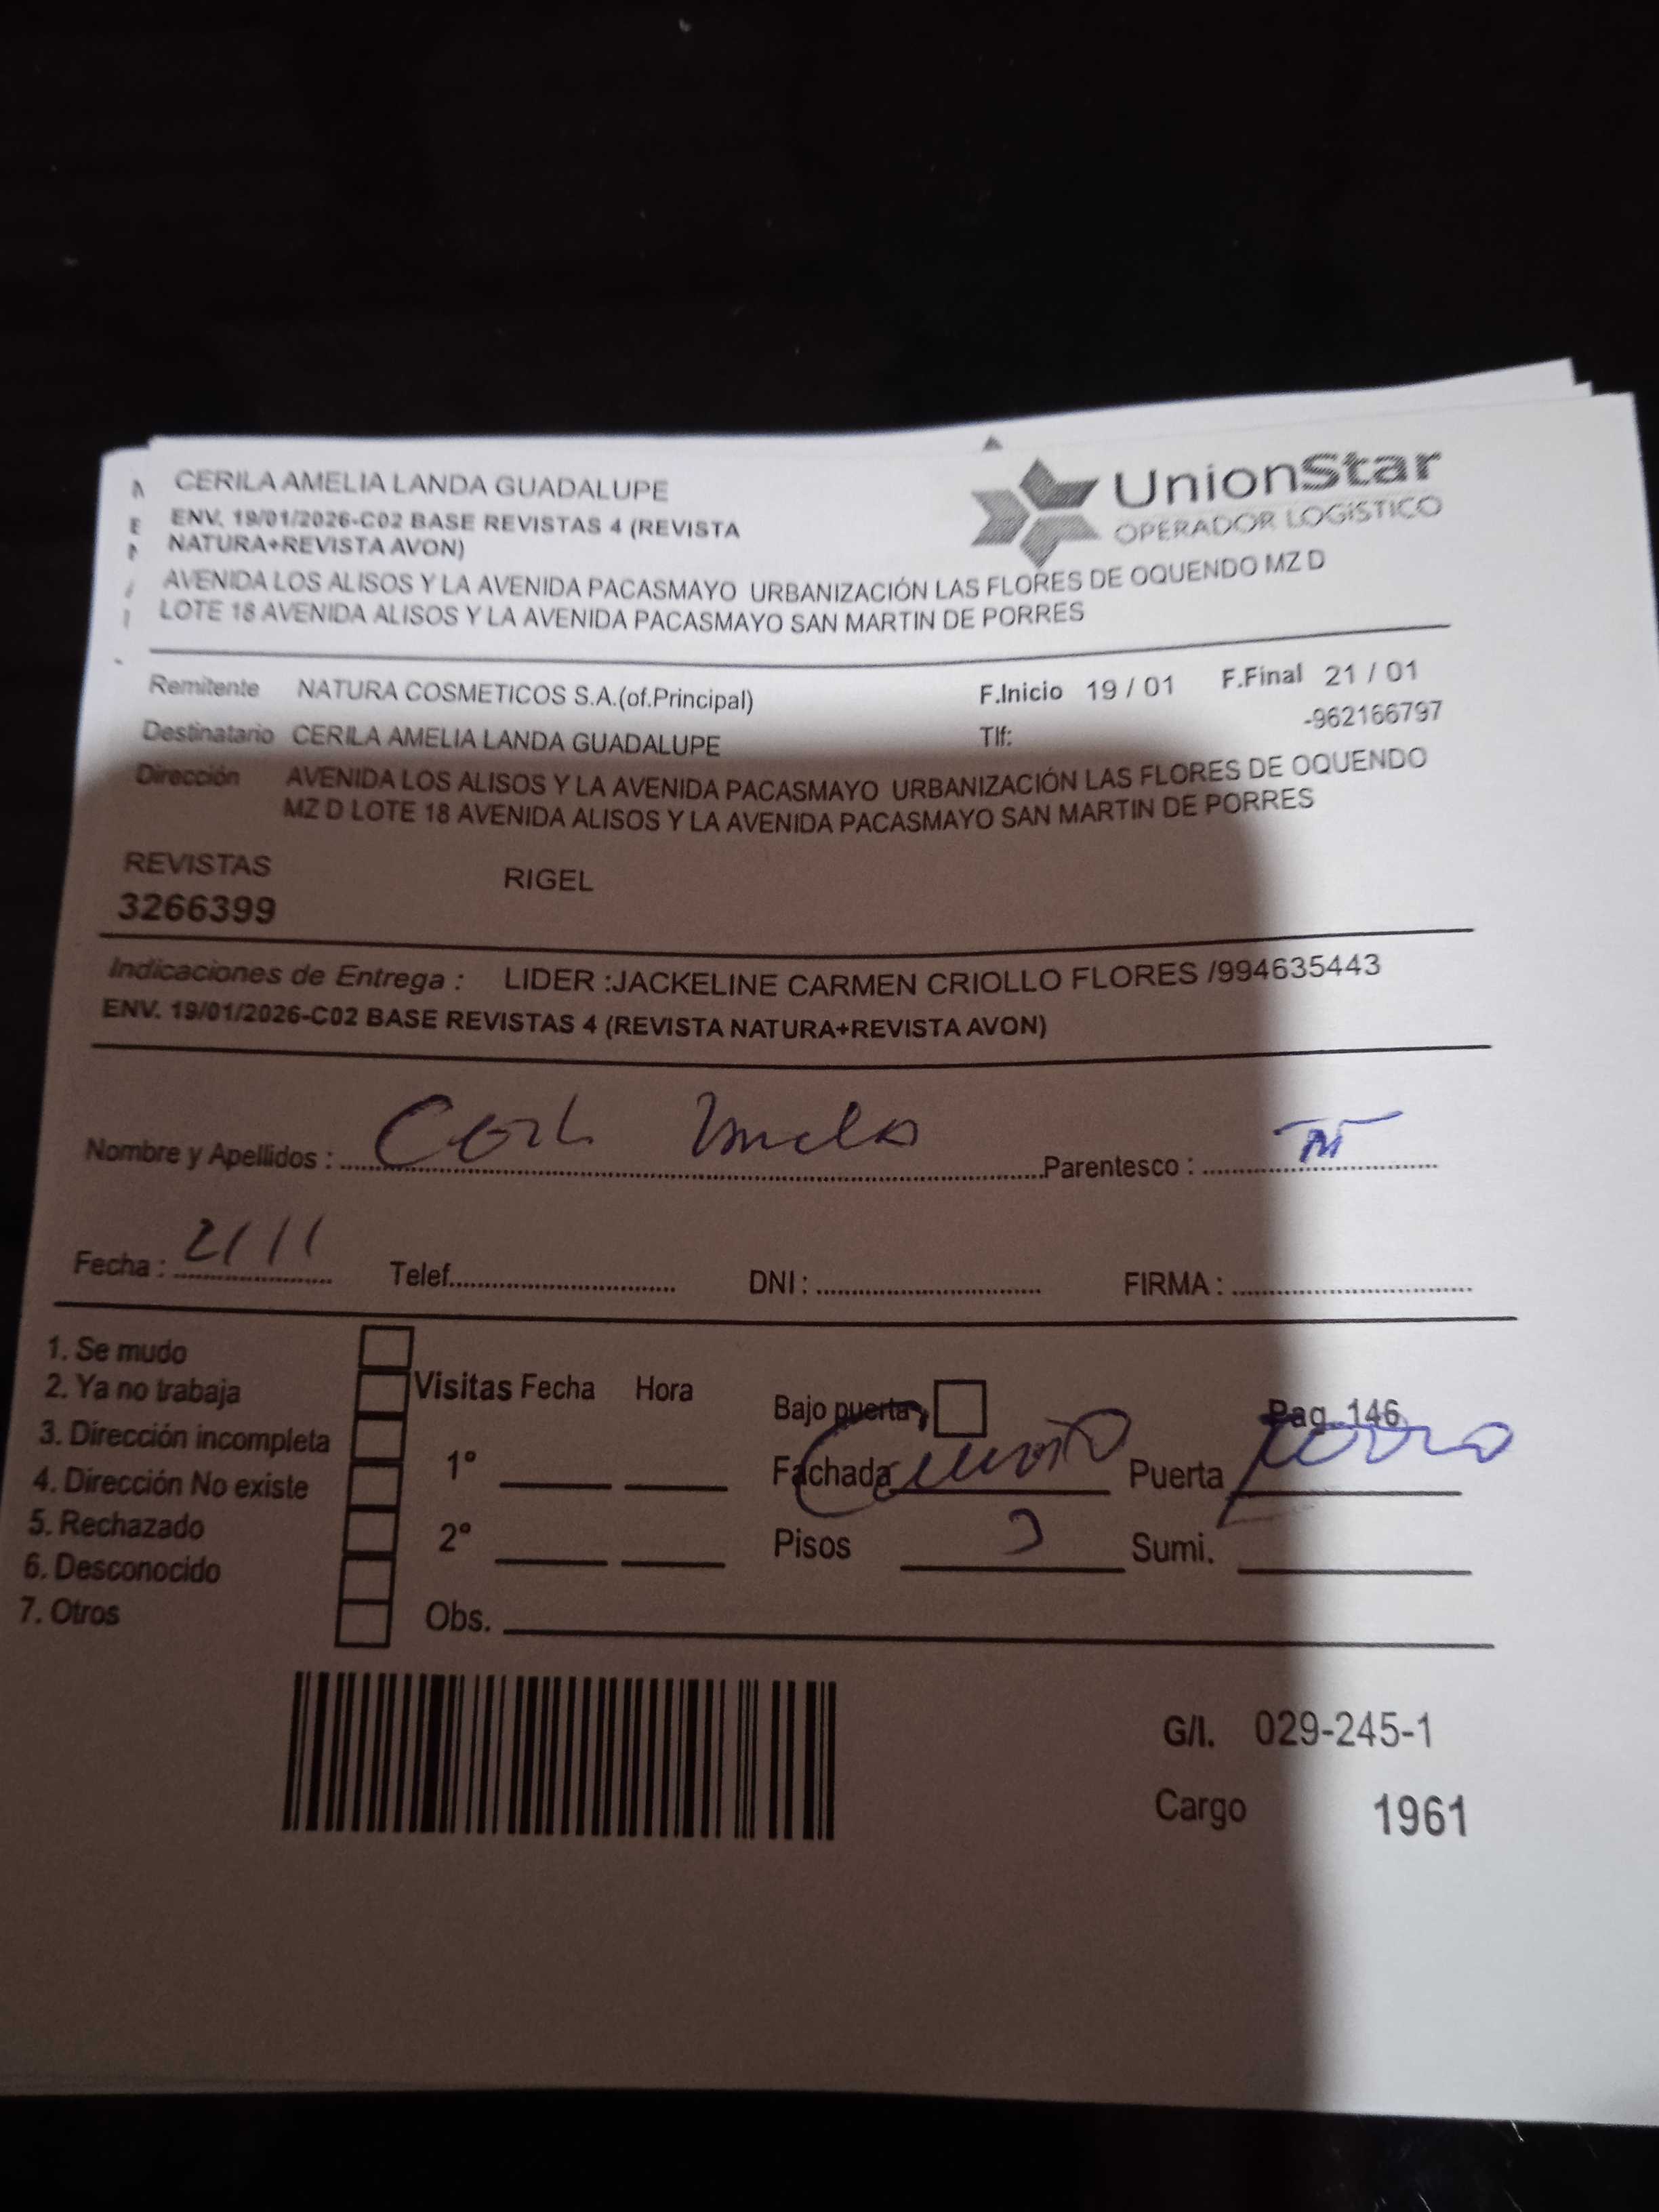 CERILA AMELIA LANDA GUADALUPE
UnionStar
OPERADOR LOGÍSTICO
ENV. 19/01/2026-C02 BASE REVISTAS 4 (REVISTA
NATURA+REVISTA AVON)
AVENIDA LOS ALISOS Y LA AVENIDA PACASMAYO URBANIZACIÓN LAS FLORES DE OQUENDO MZ D
LOTE 18 AVENIDA ALISOS Y LA AVENIDA PACASMAYO SAN MARTIN DE PORRES
Remitente NATURA COSMETICOS S.A.(of.Principal) F.Inicio 19 / 01 F.Final 21 / 01
Destinatario CERILA AMELIA LANDA GUADALUPE Tlf: -962166797
Dirección AVENIDA LOS ALISOS Y LA AVENIDA PACASMAYO URBANIZACIÓN LAS FLORES DE OQUENDO
MZ D LOTE 18 AVENIDA ALISOS Y LA AVENIDA PACASMAYO SAN MARTIN DE PORRES
REVISTAS RIGEL
3266399
Indicaciones de Entrega : LIDER :JACKELINE CARMEN CRIOLLO FLORES /994635443
ENV. 19/01/2026-C02 BASE REVISTAS 4 (REVISTA NATURA+REVISTA AVON)
Nombre y Apellidos : Parentesco :
Fecha : 21/1 Telef. DNI : FIRMA :
1. Se mudo
2. Ya no trabaja
3. Dirección incompleta
4. Dirección No existe
5. Rechazado
6. Desconocido
7. Otros
Visitas Fecha Hora
1°
2°
Obs.
Bajo puerta Pag. 146
Fachada Puerta
Pisos 3 Sumi.
G/I. 029-245-1
Cargo 1961